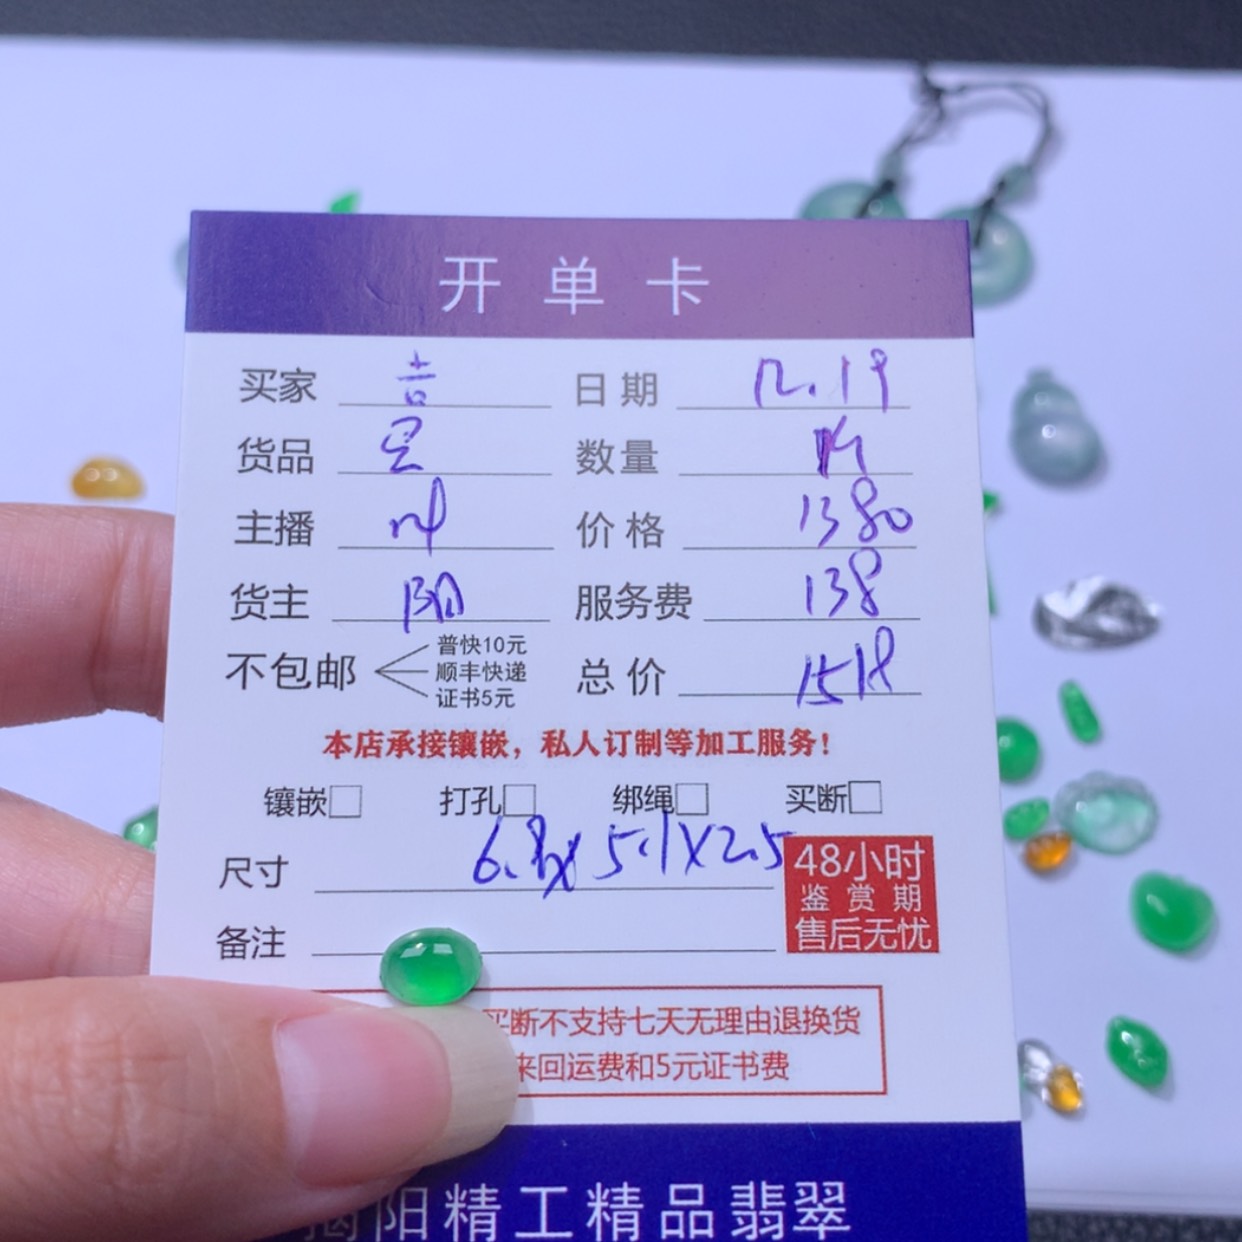 开单卡
买家 吉 日期 12.19
货品 数量
主播 冲 价格 1380
货主 阳 服务费 138
不包邮 普快10元 顺丰快递 证书5元 总价 1518
本店承接镶嵌，私人订制等加工服务！
镶嵌□ 打孔□ 绑绳□ 买断□
尺寸 6.8x5.1x2.5
48小时
鉴赏期
售后无忧
备注
买断不支持七天无理由退换货
来回运费和5元证书费
揭阳精工精品翡翠